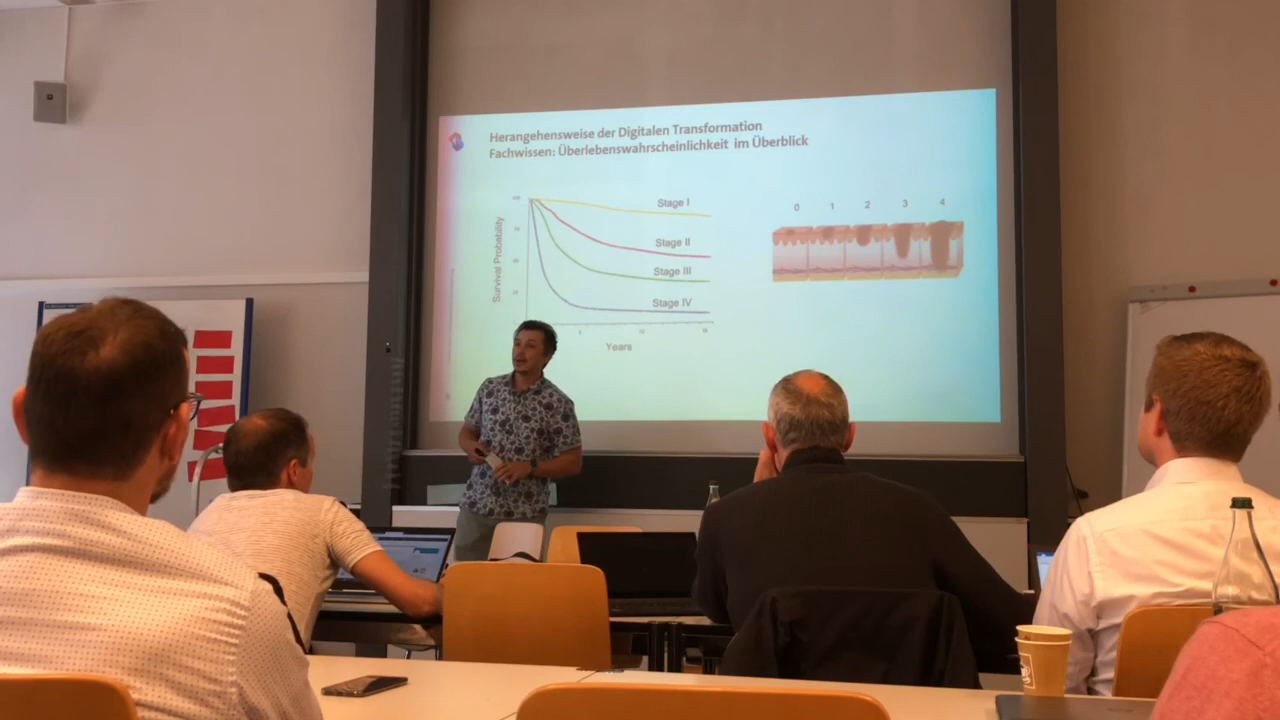 Herangehensweise der Digitalen Transformation
Fachwissen: Überlebenswahrscheinlichkeit im Überblick
Survival Probability
Stage I
Stage II
Stage III
Stage IV
Years
0 1 2 3 4